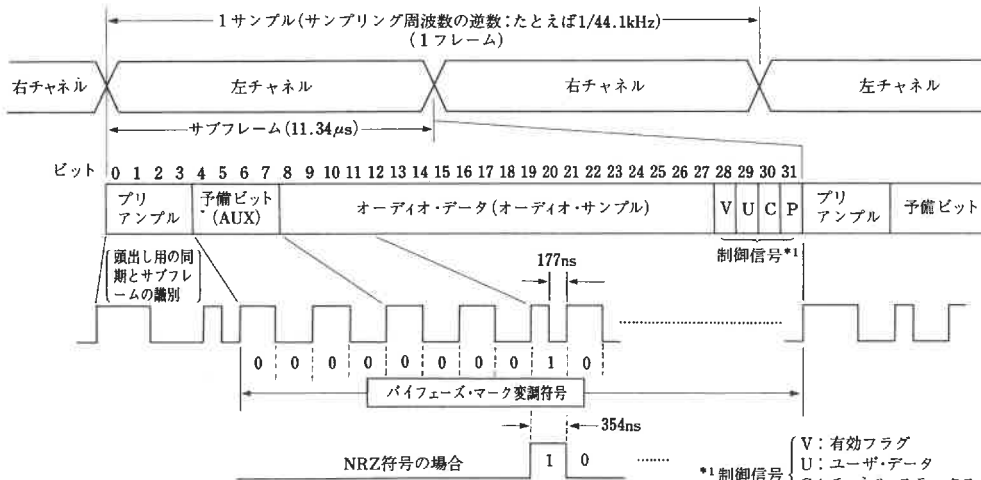 1サンプル(サンプリング周波数の逆数:たとえば1/44.1kHz)
(1フレーム)
右チャネル
左チャネル
右チャネル
左チャネル
サブフレーム(11.34μs)
ビット 0 1 2 3 4 5 6 7 8 9 10 11 12 13 14 15 16 17 18 19 20 21 22 23 24 25 26 27 28 29 30 31
プリ
アンプル
予備ビット
(AUX)
オーディオ・データ(オーディオ・サンプル)
V U C P
プリ
アンプル
予備ビット
制御信号*1
頭出し用の同
期とサブフレ
ームの識別
177ns
0 0 0 0 0 0 0 0 1 0
バイフェーズ・マーク変調符号
354ns
NRZ符号の場合
1 0
*1 制御信号
V:有効フラグ
U:ユーザ・データ